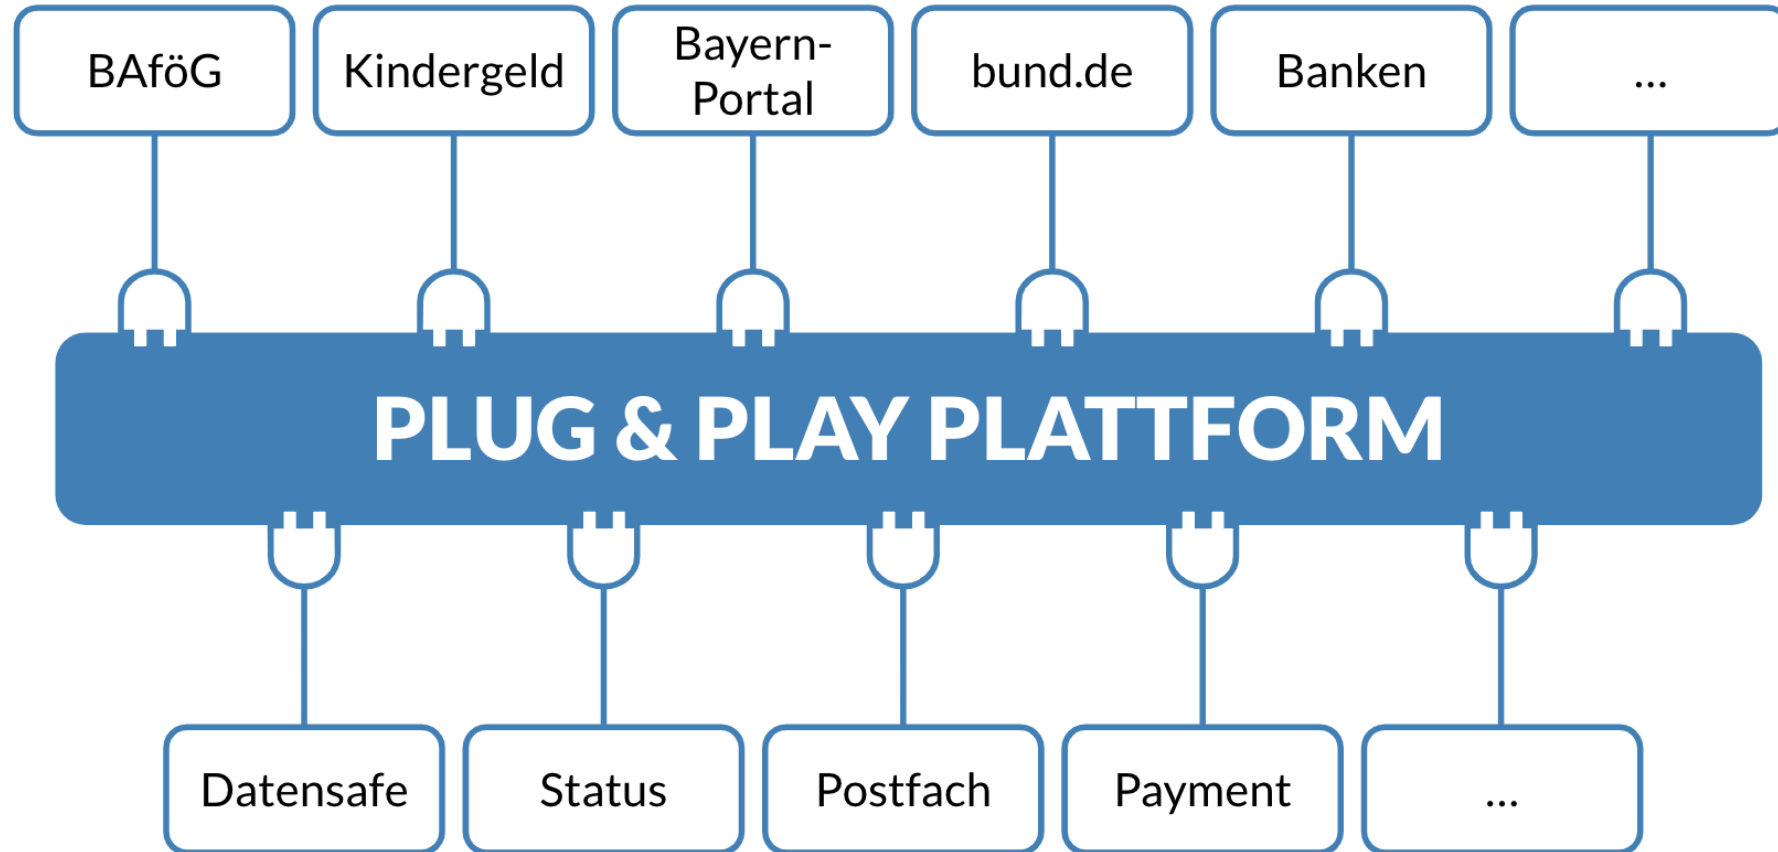 BAföG
Kindergeld
Bayern-
Portal
bund.de
Banken
...
PLUG & PLAY PLATTFORM
Datensafe
Status
Postfach
Payment
...